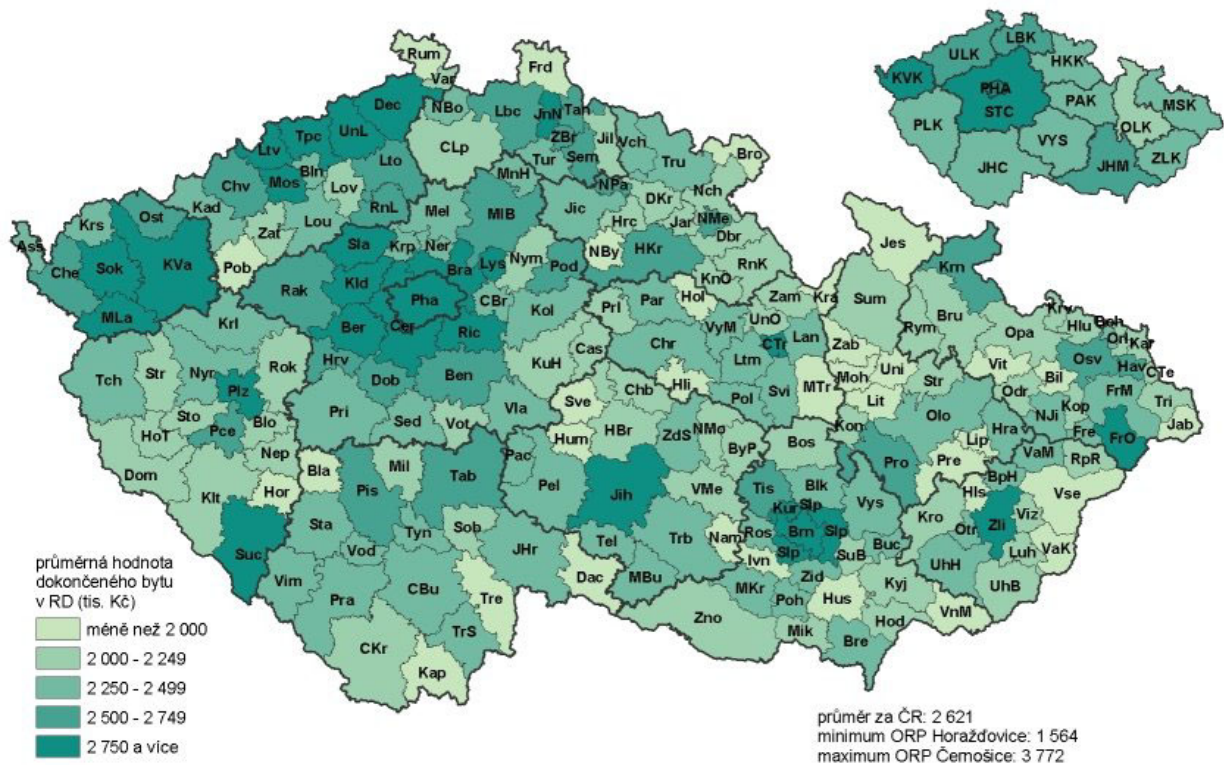 Rum
Frd
Var
Dec
NBo
Lbc
JnN
Tan
Tpc
UnL
ZBr
Jil
Vch
Ltv
CLp
Sem
Bro
Lto
Tur
Tru
Mos
Bln
MnH
Chv
Lov
NPa
Nch
Kad
RnL
Mel
MlB
Jic
DKr
Ost
Lou
Hrc
Jar
NMe
Krs
Zat
Krp
Ner
Dbr
Ass
Sla
NBy
HKr
Jes
Che
Sok
KVa
Pob
Bra
Lys
Nym
Pod
RnK
Krn
Rak
Kld
Pha
KnO
CBr
Hol
Zam
Kra
Sum
MLa
Kol
Prl
Par
UnO
Krl
Ber
Cer
Ric
VyM
Rym
Bru
Opa
Krv
Hlu
Boh
Orl
Kar
Chr
CTr
Lan
Zab
Hrv
KuH
Cas
Ltm
Moh
Uni
Vit
Bil
Osv
Hav
CTe
Tch
Str
Nyr
Rok
Dob
Ben
Hli
Svi
MTr
Lit
Str
Odr
FrM
Plz
Chb
Pol
Sto
Pri
Sed
Vot
Vla
Sve
Kon
Olo
NJi
Kop
Tri
HoT
Pce
Blo
Hum
HBr
ZdS
NMo
Bos
Hra
Fre
Jab
Nep
Mil
Pac
ByP
Lip
FrO
Dom
Bla
Tab
Pel
Pro
Pre
VaM
RpR
Klt
Hor
Pis
Jih
VMe
Tis
Blk
Vys
BpH
Hls
Vse
Kur
Slp
Kro
Sta
Tyn
Sob
Nam
Ros
Brn
Slp
Otr
Zli
Viz
Suc
Vod
JHr
Tel
Trb
Slp
SuB
Buc
Luh
VaK
Ivn
UhH
Vim
CBu
Tre
Dac
MBu
MKr
Zid
Poh
Hus
Kyj
UhB
Pra
TrS
Zno
Mik
Hod
VnM
CKr
Kap
Bre
LBK
ULK
HKK
KVK
PHA
STC
PAK
MSK
PLK
OLK
VYS
JHC
JHM
ZLK
průměrná hodnota
dokončeného bytu
v RD (tis. Kč)
méně než 2 000
2 000 - 2 249
2 250 - 2 499
2 500 - 2 749
2 750 a více
průměr za ČR: 2 621
minimum ORP Horažďovice: 1 564
maximum ORP Černošice: 3 772